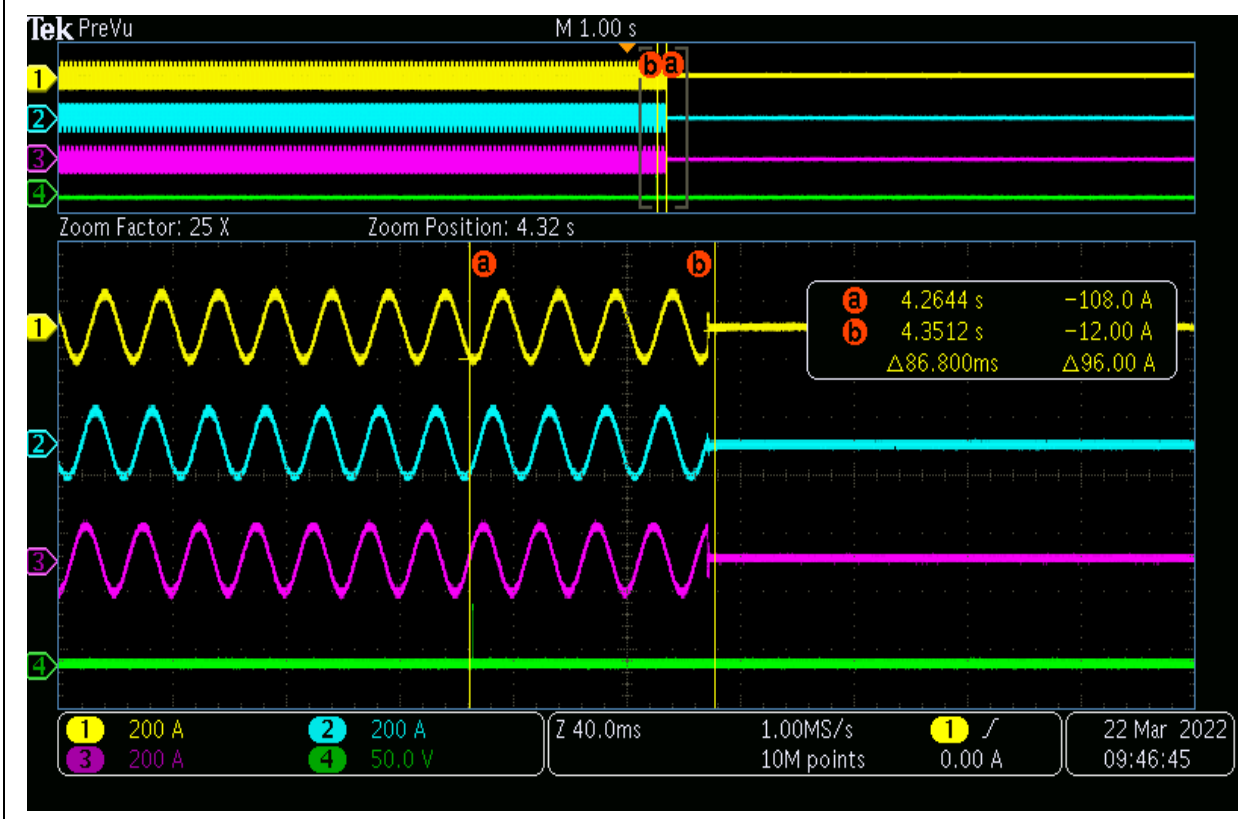 Tek PreVu M 1.00 s
b a
1
2
3
4
Zoom Factor: 25 X Zoom Position: 4.32 s
a b
a 4.2644 s -108.0 A
1 b 4.3512 s -12.00 A
△86.800ms △96.00 A
2
3
4
1 200 A 2 200 A Z 40.0ms 1.00MS/s 1 22 Mar 2022
3 200 A 4 50.0 V 10M points 0.00 A 09:46:45